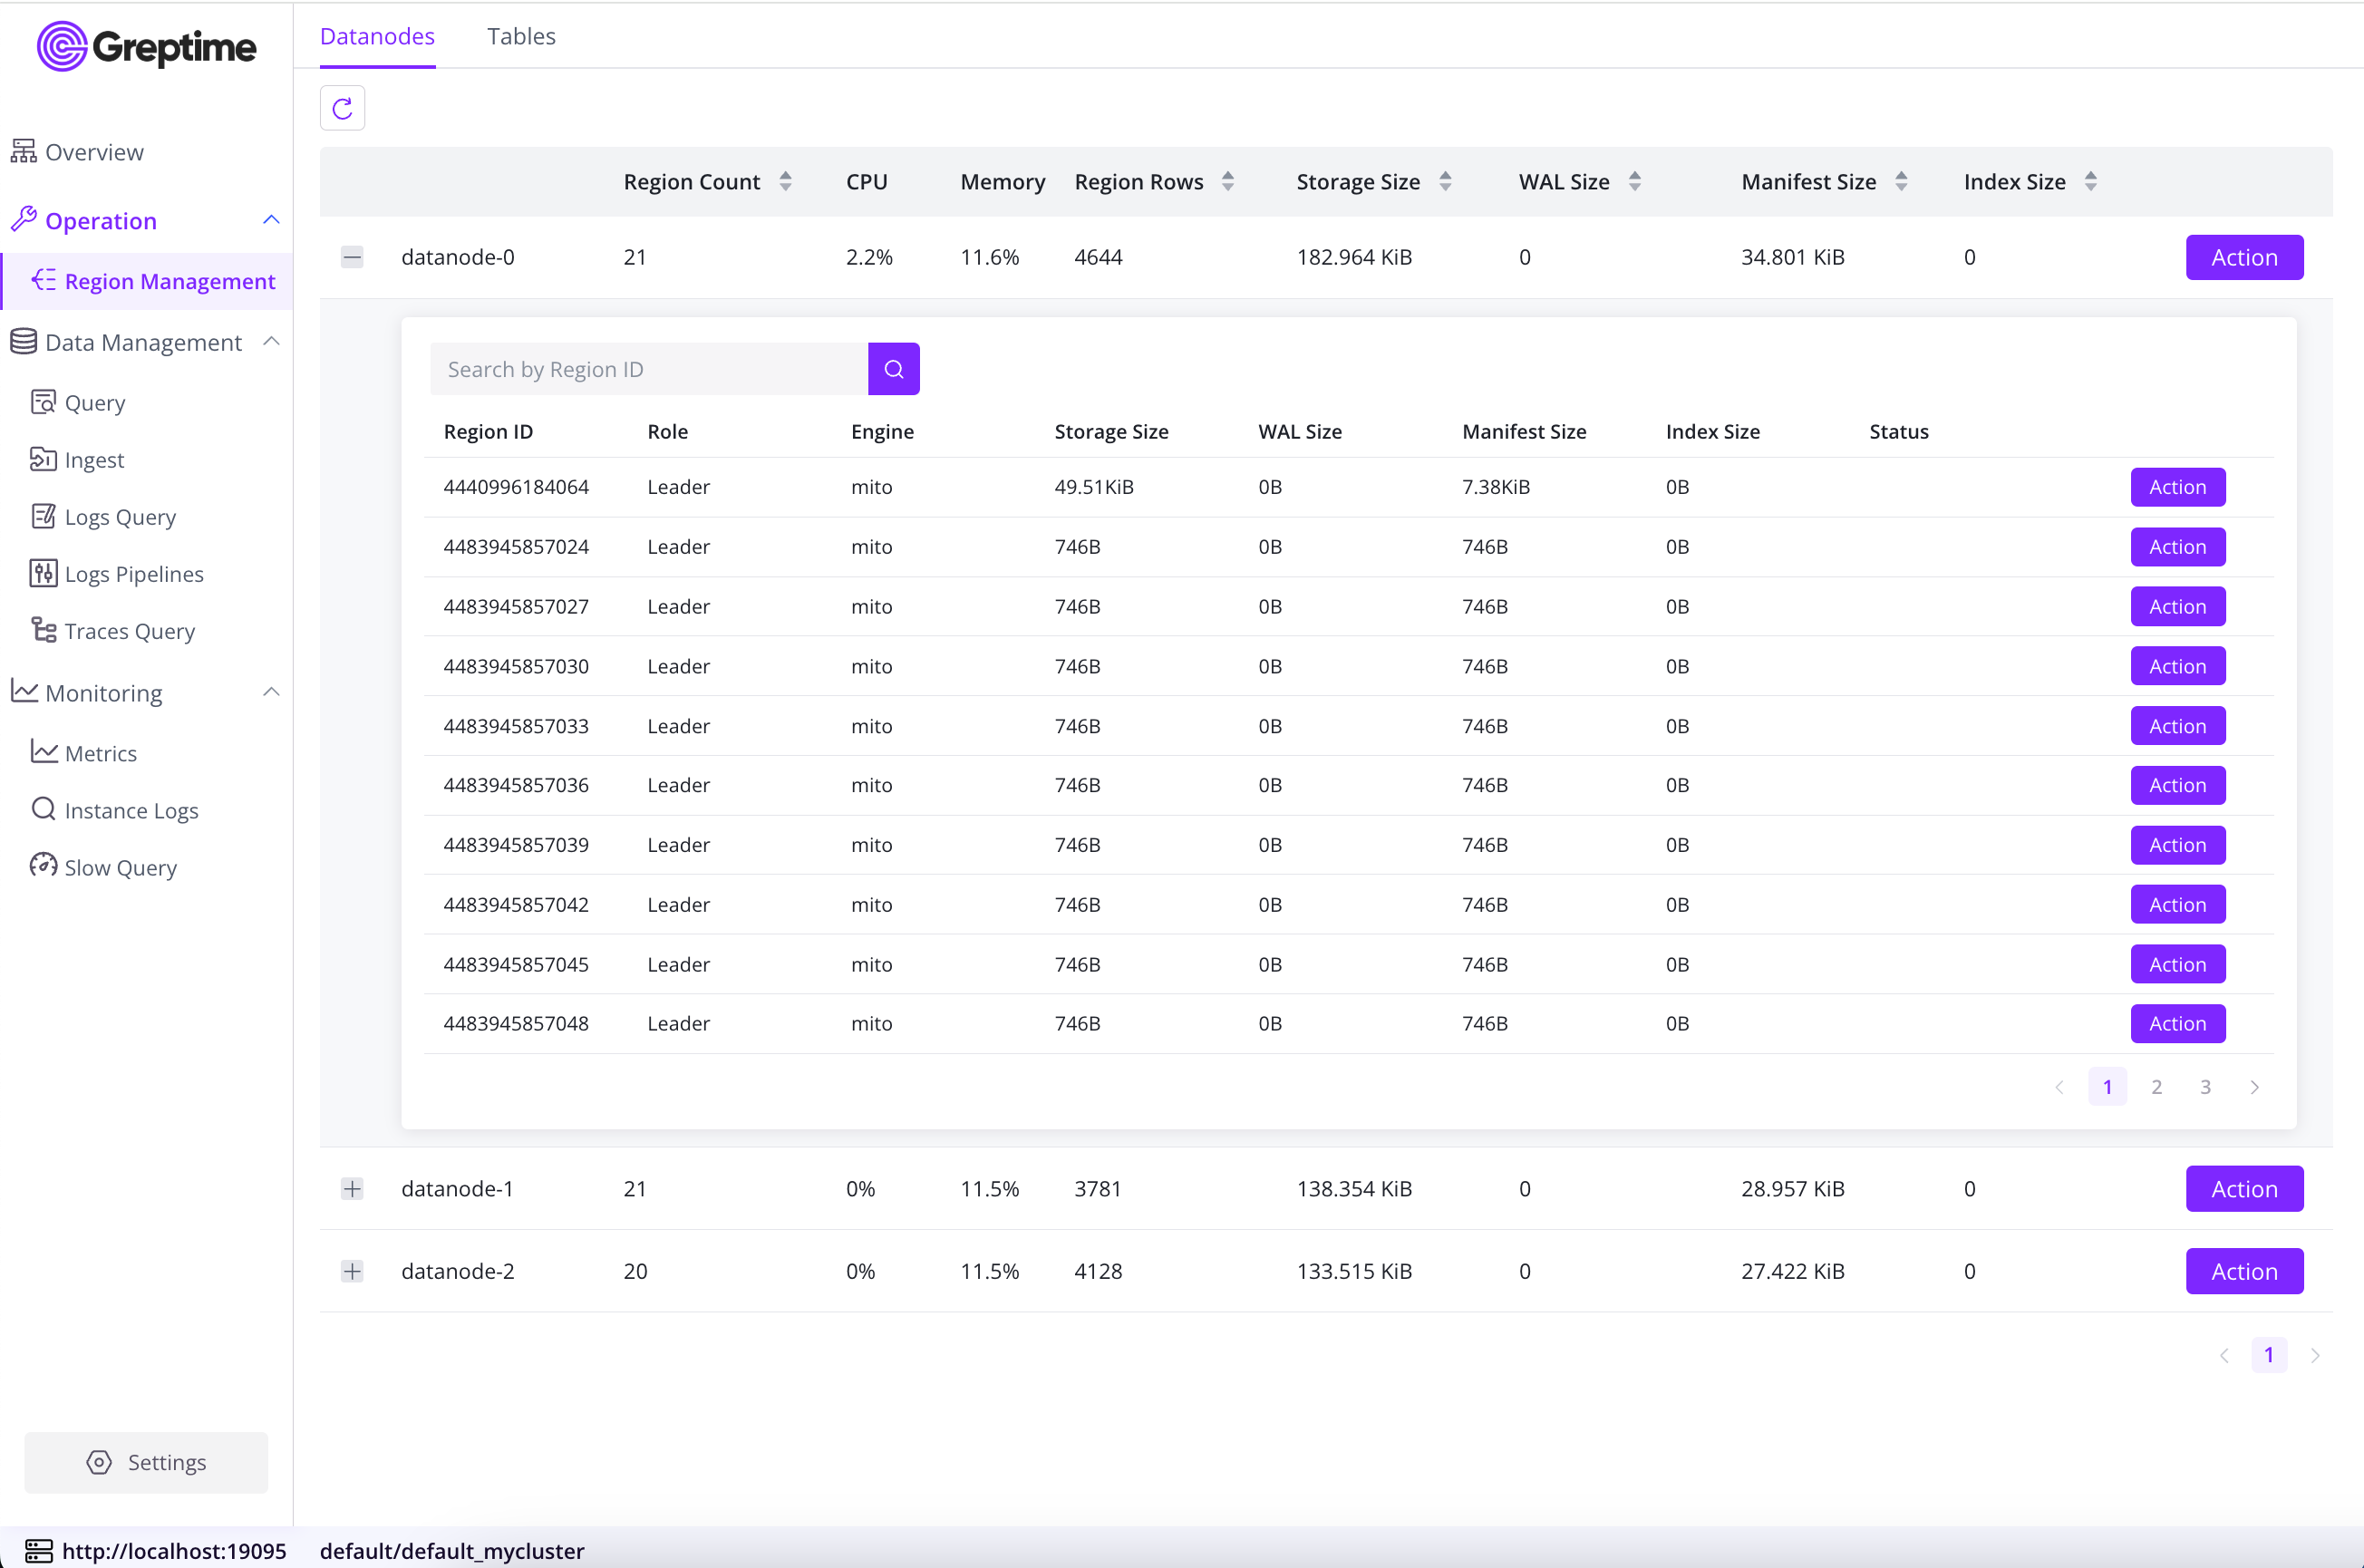 Greptime
Datanodes Tables
Overview
Operation
Region Management
Data Management
Query
Ingest
Logs Query
Logs Pipelines
Traces Query
Monitoring
Metrics
Instance Logs
Slow Query
Settings
Region Count CPU Memory Region Rows Storage Size WAL Size Manifest Size Index Size
datanode-0 21 2.2% 11.6% 4644 182.964 KiB 0 34.801 KiB 0 Action
Search by Region ID
Region ID Role Engine Storage Size WAL Size Manifest Size Index Size Status
4440996184064 Leader mito 49.51KiB 0B 7.38KiB 0B Action
4483945857024 Leader mito 746B 0B 746B 0B Action
4483945857027 Leader mito 746B 0B 746B 0B Action
4483945857030 Leader mito 746B 0B 746B 0B Action
4483945857033 Leader mito 746B 0B 746B 0B Action
4483945857036 Leader mito 746B 0B 746B 0B Action
4483945857039 Leader mito 746B 0B 746B 0B Action
4483945857042 Leader mito 746B 0B 746B 0B Action
4483945857045 Leader mito 746B 0B 746B 0B Action
4483945857048 Leader mito 746B 0B 746B 0B Action
1 2 3
datanode-1 21 0% 11.5% 3781 138.354 KiB 0 28.957 KiB 0 Action
datanode-2 20 0% 11.5% 4128 133.515 KiB 0 27.422 KiB 0 Action
1
http://localhost:19095 default/default_mycluster